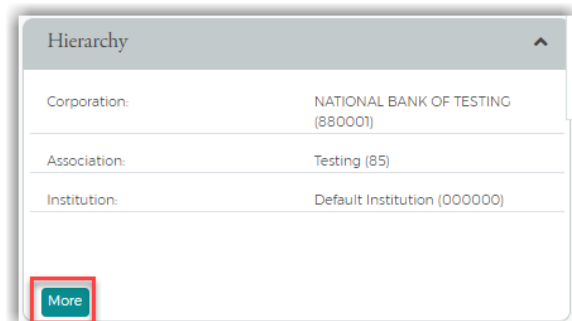 Hierarchy
Corporation: NATIONAL BANK OF TESTING
(880001)
Association: Testing (85)
Institution: Default Institution (000000)
More